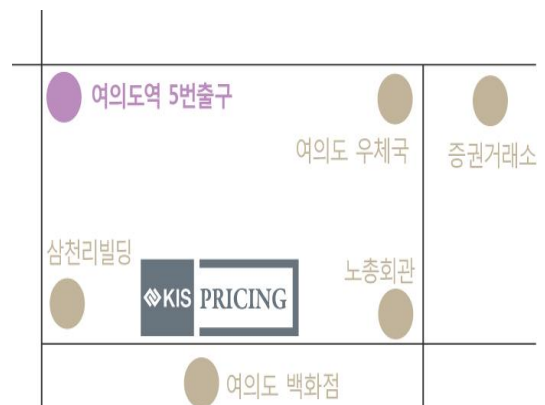 여의도역 5번출구
여의도 우체국
증권거래소
삼천리빌딩
노총회관
KIS PRICING
여의도 백화점